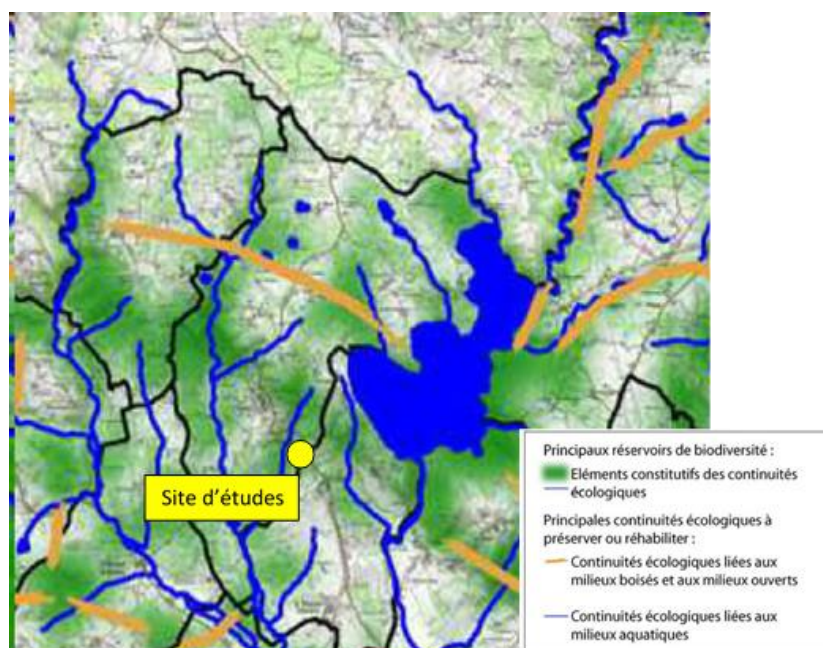 Site d'études
Principaux réservoirs de biodiversité :
Eléments constitutifs des continuités
écologiques
Principales continuités écologiques à
préserver ou réhabiliter :
Continuités écologiques liées aux
milieux boisés et aux milieux ouverts
Continuités écologiques liées aux
milieux aquatiques